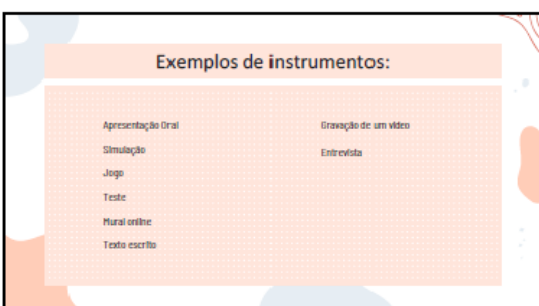 Exemplos de instrumentos:
Apresentação Oral
Simulação
Jogo
Teste
Mural online
Texto escrito
Gravação de um vídeo
Entrevista